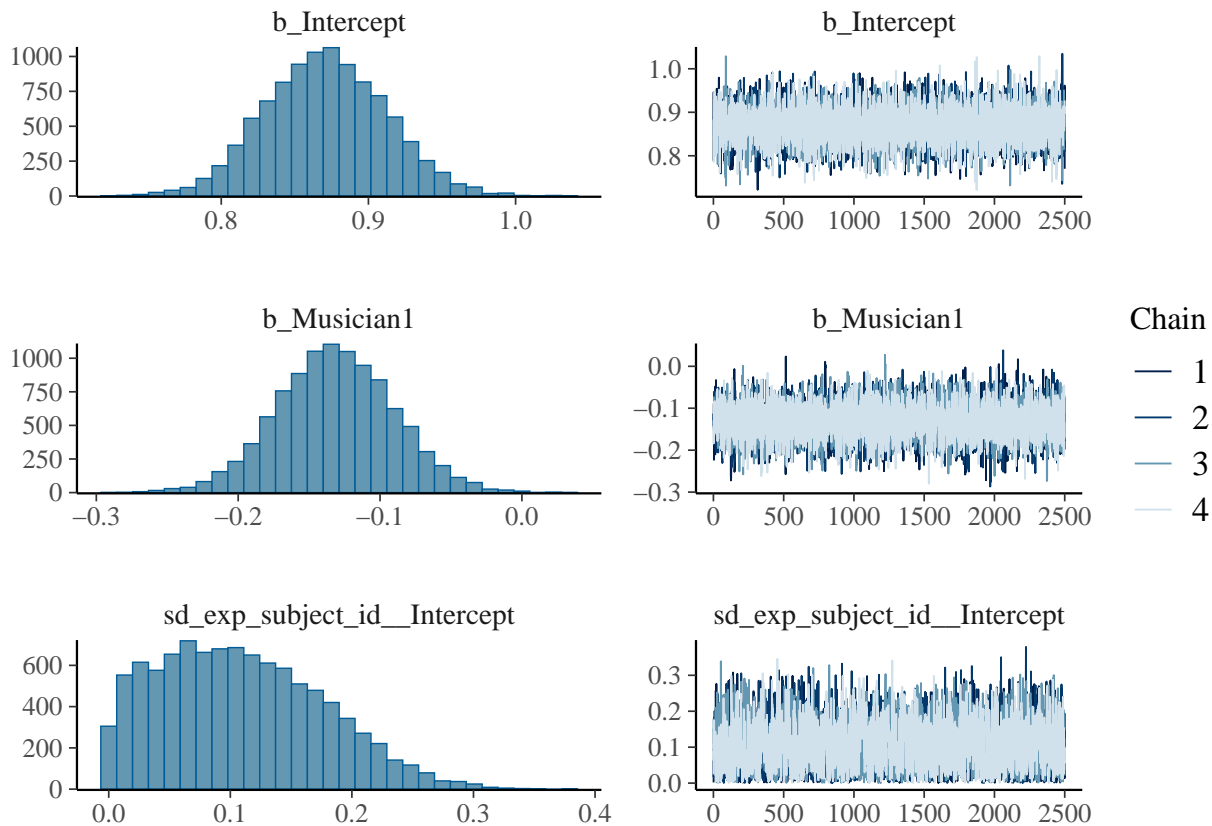 b_Intercept
1000
750
500
250
0
0.8 0.9 1.0
b_Intercept
1.0
0.9
0.8
0 500 1000 1500 2000 2500
b_Musician1
1000
750
500
250
0
−0.3 −0.2 −0.1 0.0
b_Musician1
0.0
−0.1
−0.2
−0.3
0 500 1000 1500 2000 2500
sd_exp_subject_id__Intercept
600
400
200
0
0.0 0.1 0.2 0.3 0.4
sd_exp_subject_id__Intercept
0.3
0.2
0.1
0.0
0 500 1000 1500 2000 2500
Chain
1
2
3
4